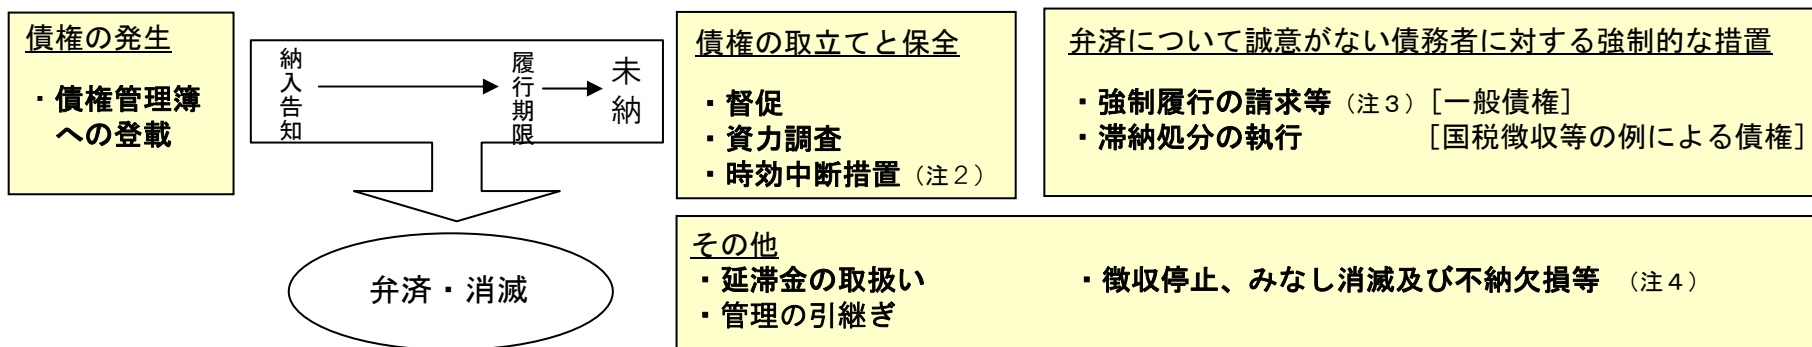 債権の発生
・債権管理簿
への登載
納入告知
履行期限
未納
弁済・消滅
債権の取立てと保全
・督促
・資力調査
・時効中断措置（注２）
弁済について誠意がない債務者に対する強制的な措置
・強制履行の請求等（注３）［一般債権］
・滞納処分の執行　［国税徴収等の例による債権］
その他
・延滞金の取扱い　・徴収停止、みなし消滅及び不納欠損等（注４）
・管理の引継ぎ